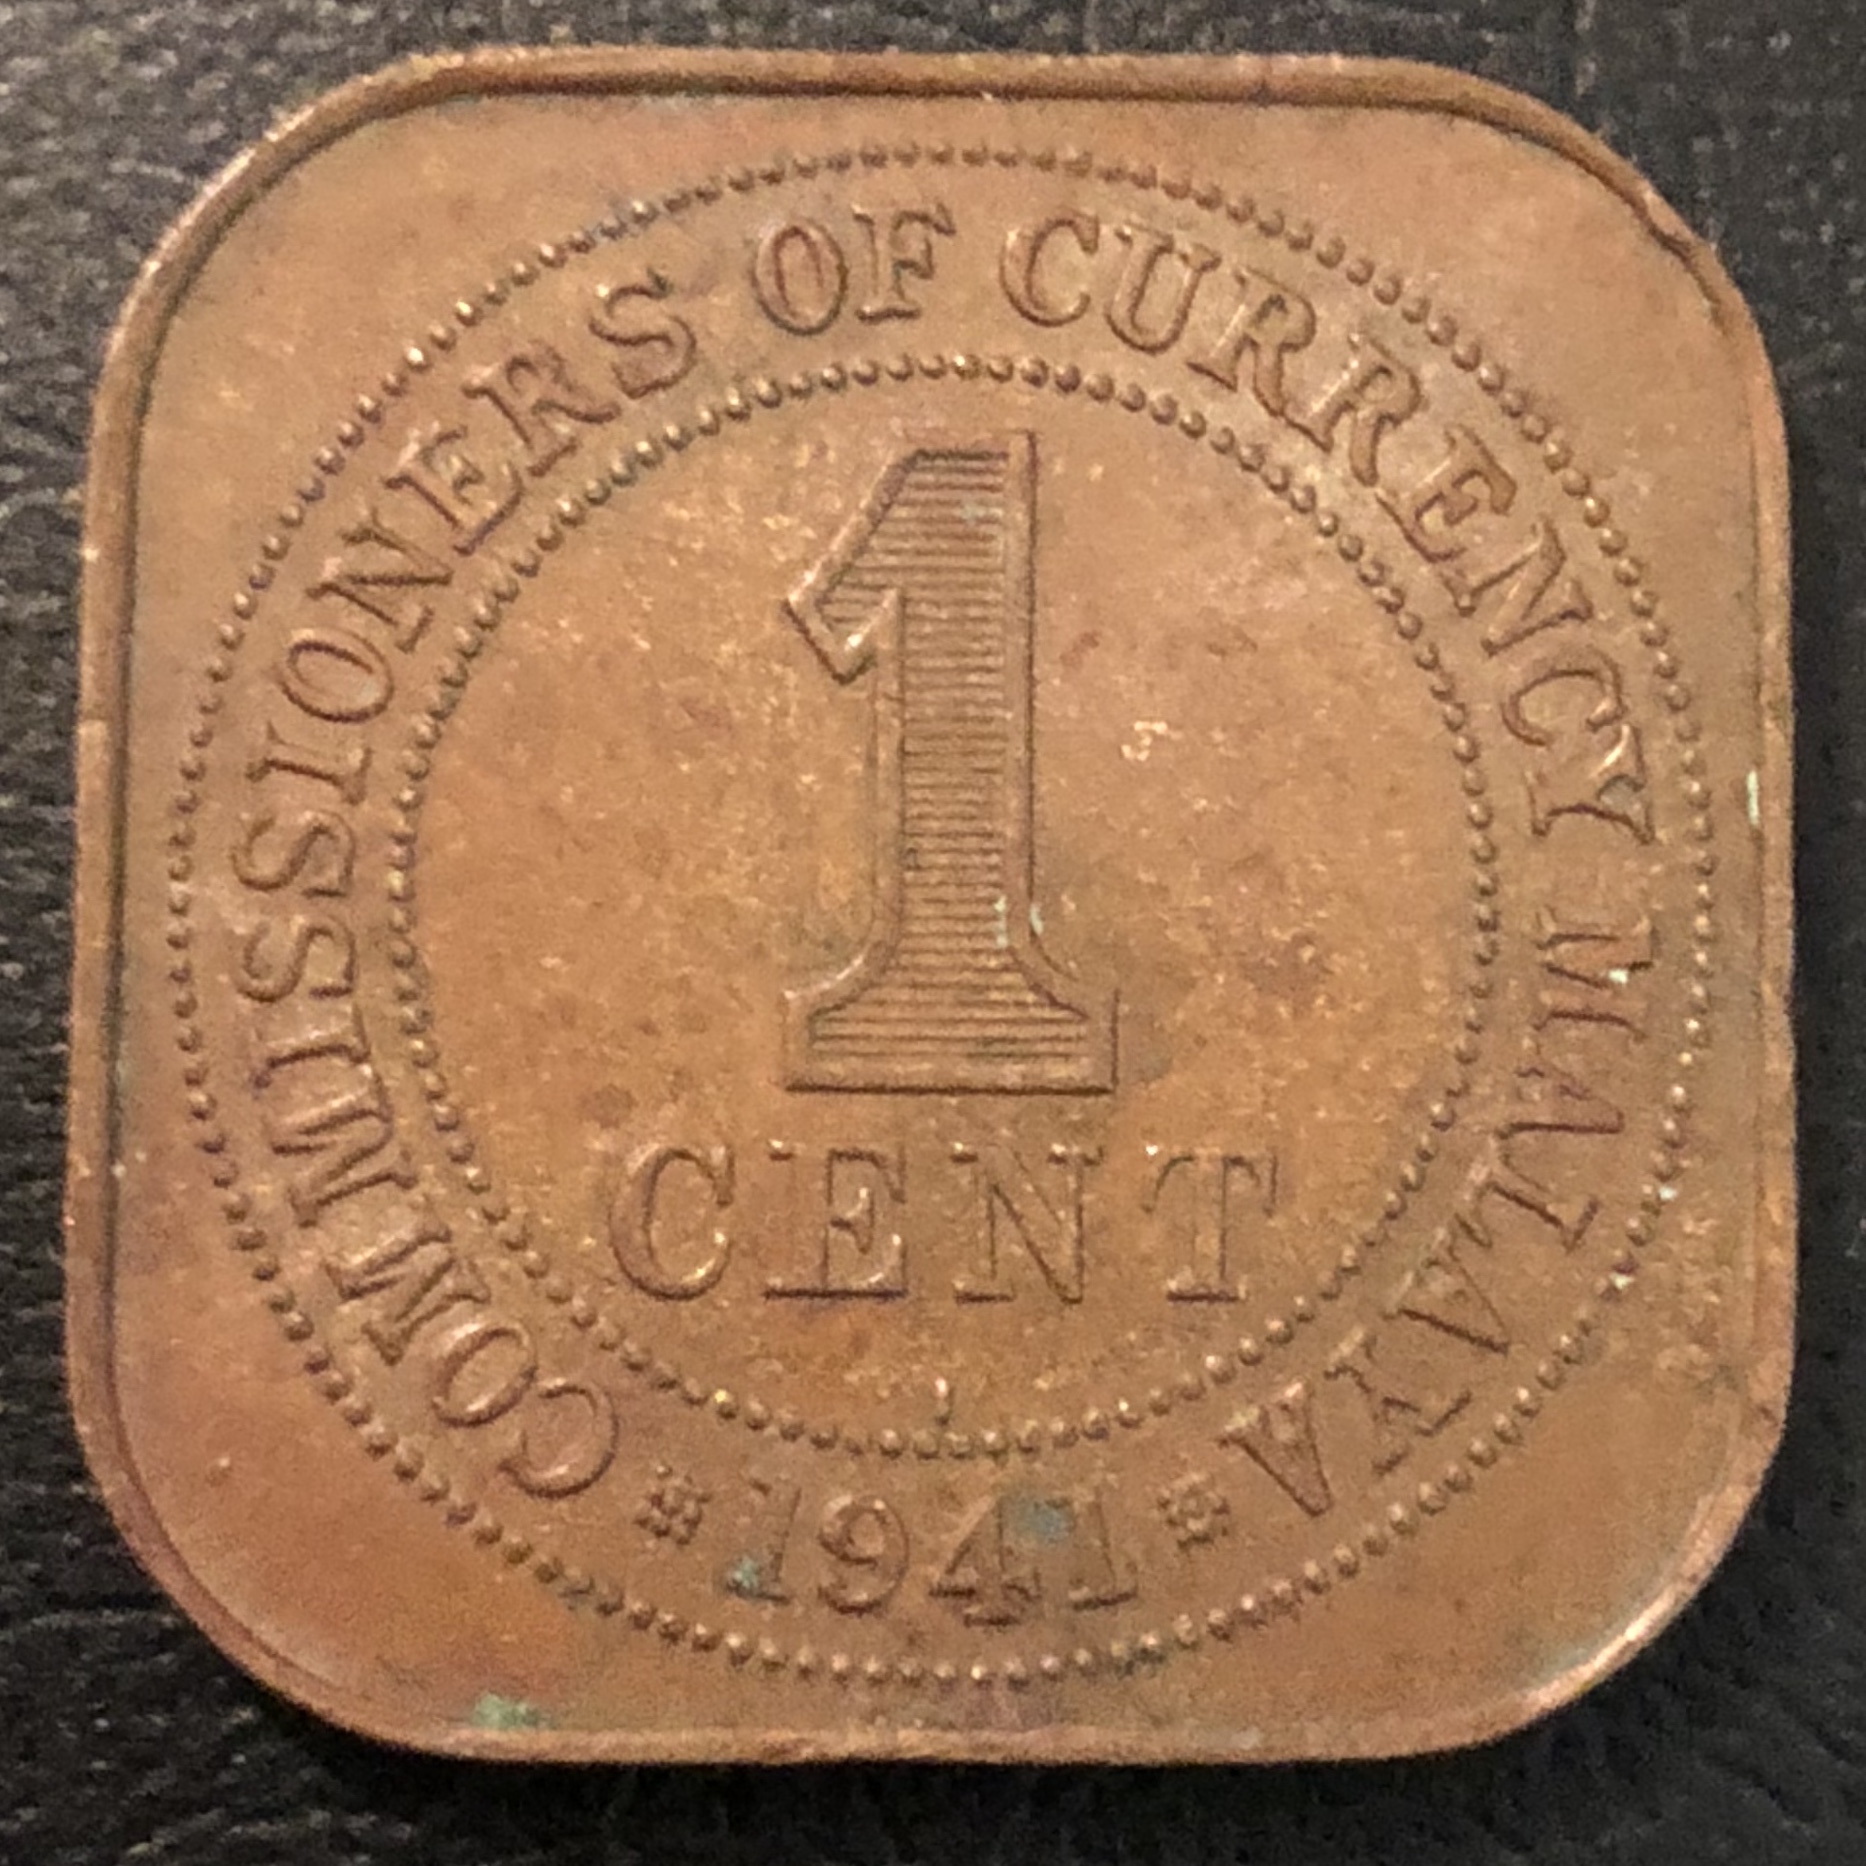 COMMISSIONERS OF CURRENCY MALAYA
1
CENT
1941